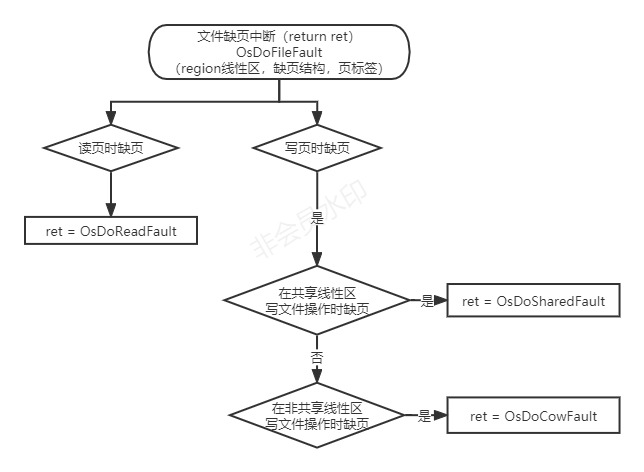 文件缺页中断（return ret）
OsDoFileFault
（region线性区，缺页结构，页标签）
读页时缺页
写页时缺页
非会员水印
是
ret = OsDoReadFault
在共享线性区
写文件操作时缺页
是
ret = OsDoSharedFault
否
在非共享线性区
写文件操作时缺页
是
ret = OsDoCowFault